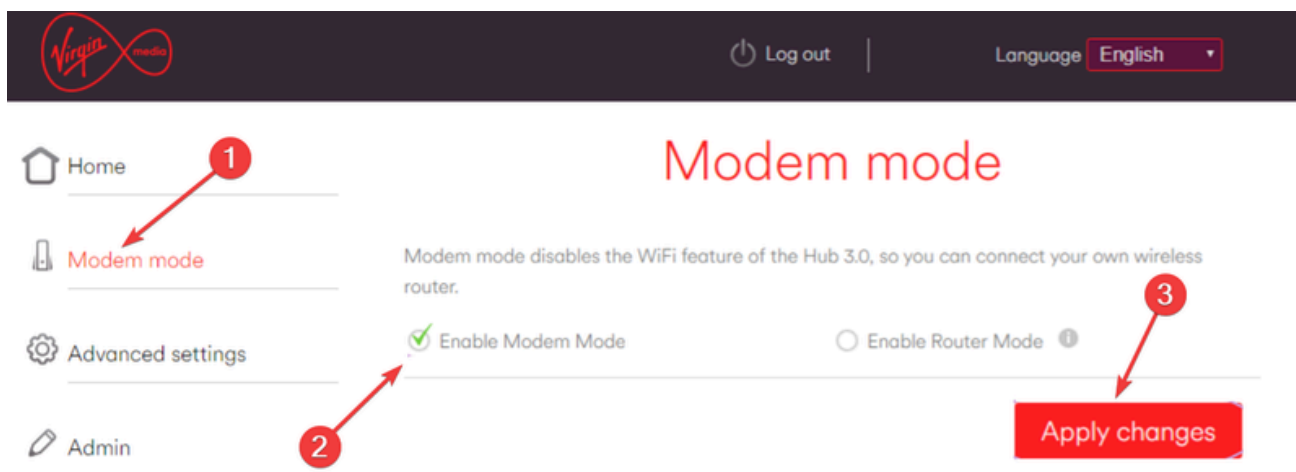 Virgin media
Log out
Language English
Home
1
Modem mode
Modem mode
Modem mode disables the WiFi feature of the Hub 3.0, so you can connect your own wireless
router.
3
Enable Modem Mode
Enable Router Mode i
Advanced settings
2
Apply changes
Admin